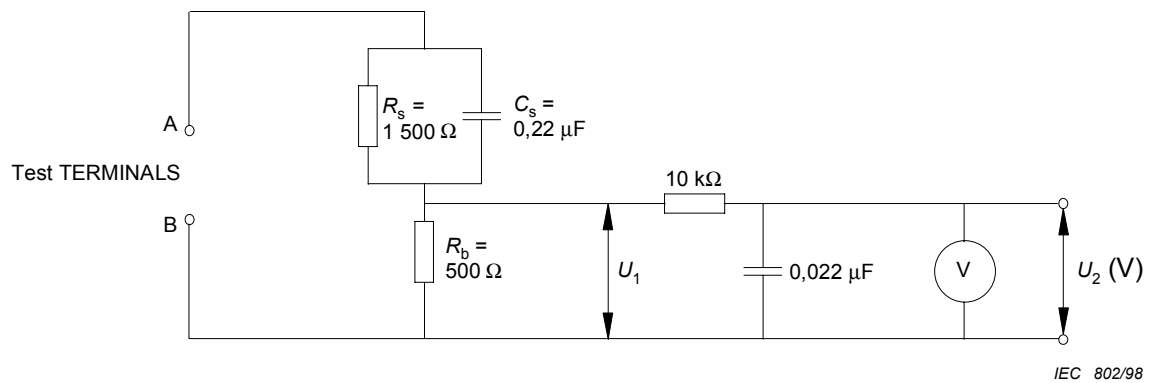 A
Test TERMINALS
B
R_s =
1 500 Ω
C_s =
0,22 μF
R_b =
500 Ω
10 kΩ
U_1
0,022 μF
V
U_2 (V)
IEC 802/98